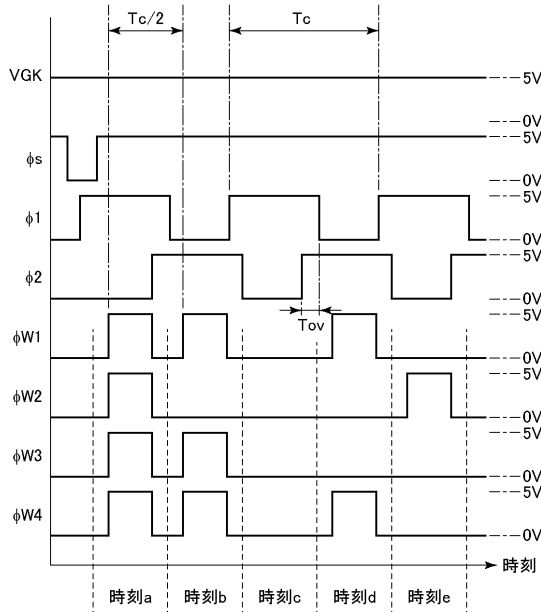 Tc/2 Tc
VGK 5V
0V
φs 5V
0V
φ1 5V
0V
φ2 5V
0V
Tov
φW1 5V
0V
φW2 5V
0V
φW3 5V
0V
φW4 5V
0V
時刻
時刻a 時刻b 時刻c 時刻d 時刻e